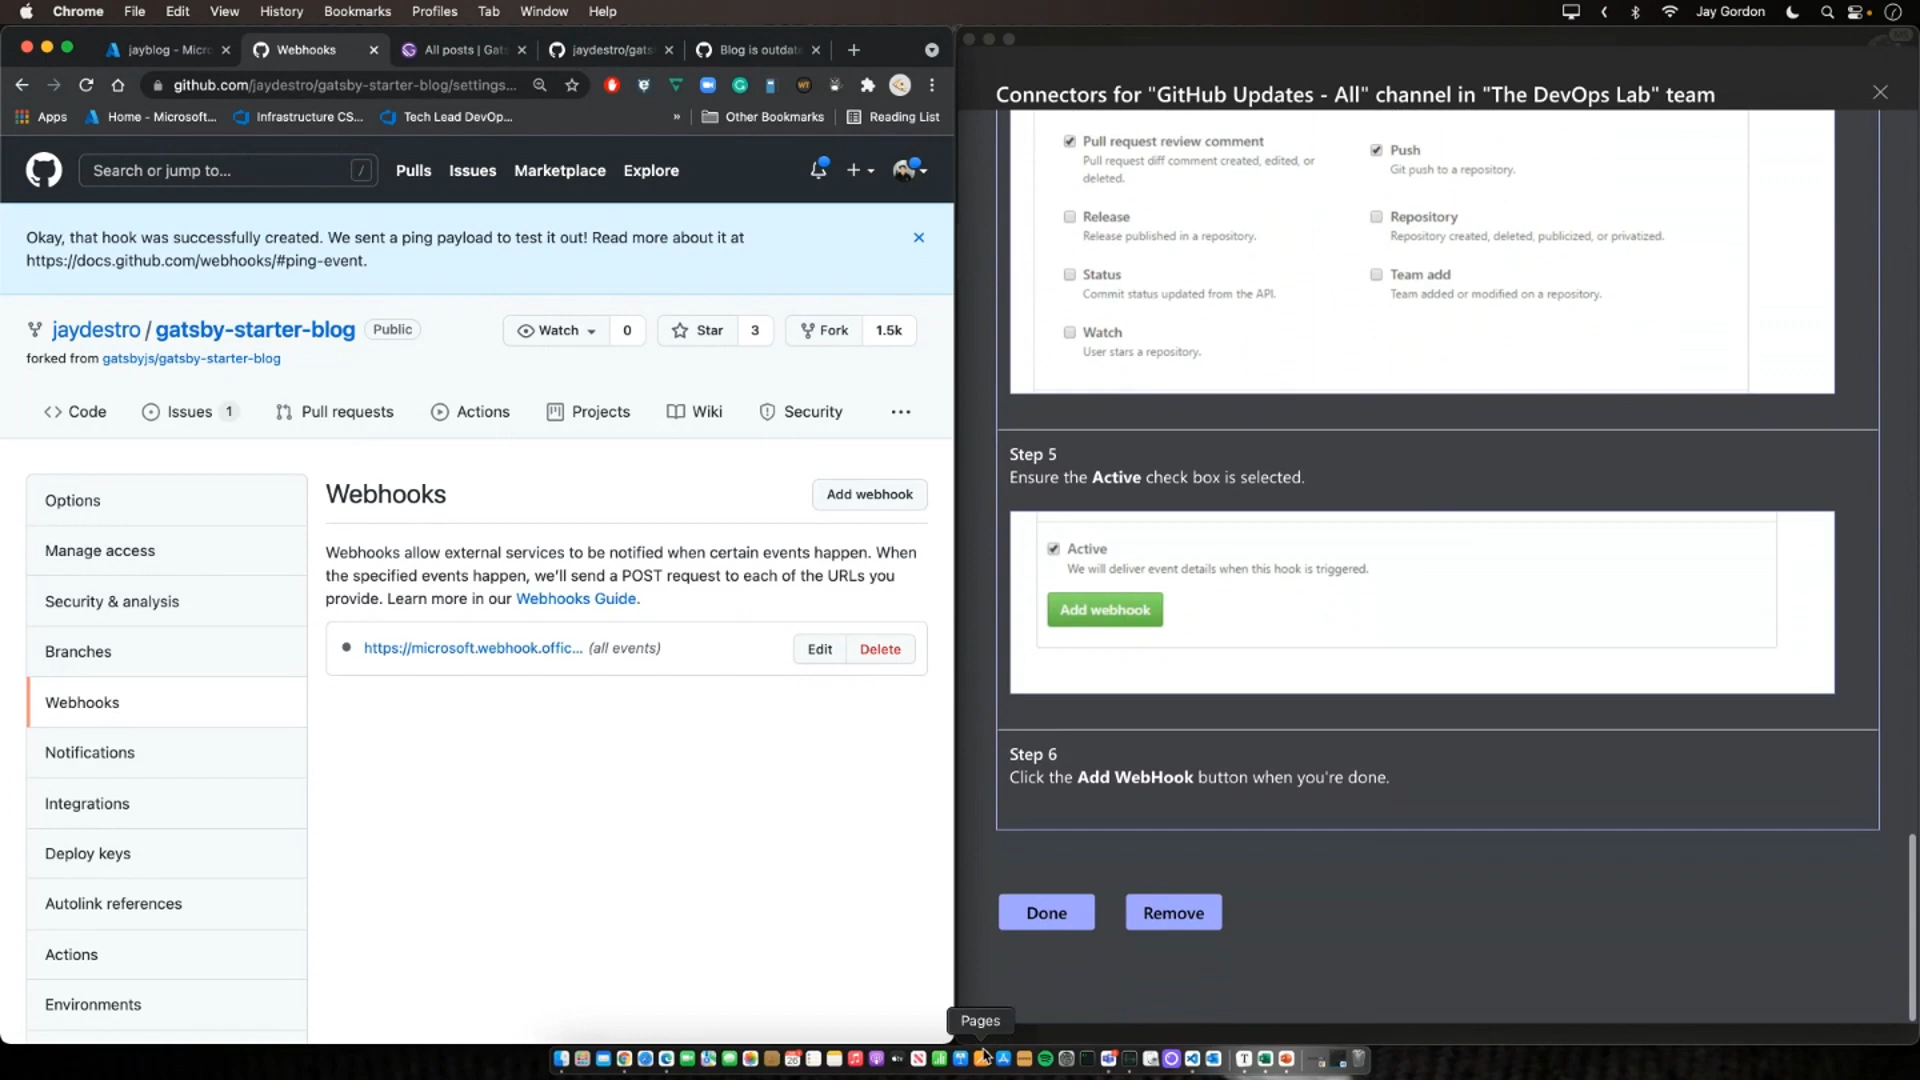 Chrome File Edit View History Bookmarks Profiles Tab Window Help
Jay Gordon
jayblog - Micro
Webhooks
All posts | Gats
jaydestro/gats
Blog is outdat
github.com/jaydestro/gatsby-starter-blog/settings...
Apps
Home - Microsoft...
Infrastructure CS...
Tech Lead DevOp...
»
Other Bookmarks
Reading List
Search or jump to... /
Pulls Issues Marketplace Explore
Okay, that hook was successfully created. We sent a ping payload to test it out! Read more about it at
https://docs.github.com/webhooks/#ping-event.
jaydestro / gatsby-starter-blog Public
forked from gatsbyjs/gatsby-starter-blog
Watch 0
Star 3
Fork 1.5k
Code
Issues 1
Pull requests
Actions
Projects
Wiki
Security
Options
Manage access
Security & analysis
Branches
Webhooks
Notifications
Integrations
Deploy keys
Autolink references
Actions
Environments
Webhooks
Add webhook
Webhooks allow external services to be notified when certain events happen. When
the specified events happen, we'll send a POST request to each of the URLs you
provide. Learn more in our Webhooks Guide.
https://microsoft.webhook.offic... (all events)
Edit
Delete
Connectors for "GitHub Updates - All" channel in "The DevOps Lab" team
Pull request review comment
Pull request diff comment created, edited, or
deleted.
Push
Git push to a repository.
Release
Release published in a repository.
Repository
Repository created, deleted, publicized, or privatized.
Status
Commit status updated from the API.
Team add
Team added or modified on a repository.
Watch
User stars a repository.
Step 5
Ensure the Active check box is selected.
Active
We will deliver event details when this hook is triggered.
Add webhook
Step 6
Click the Add WebHook button when you're done.
Done
Remove
Pages